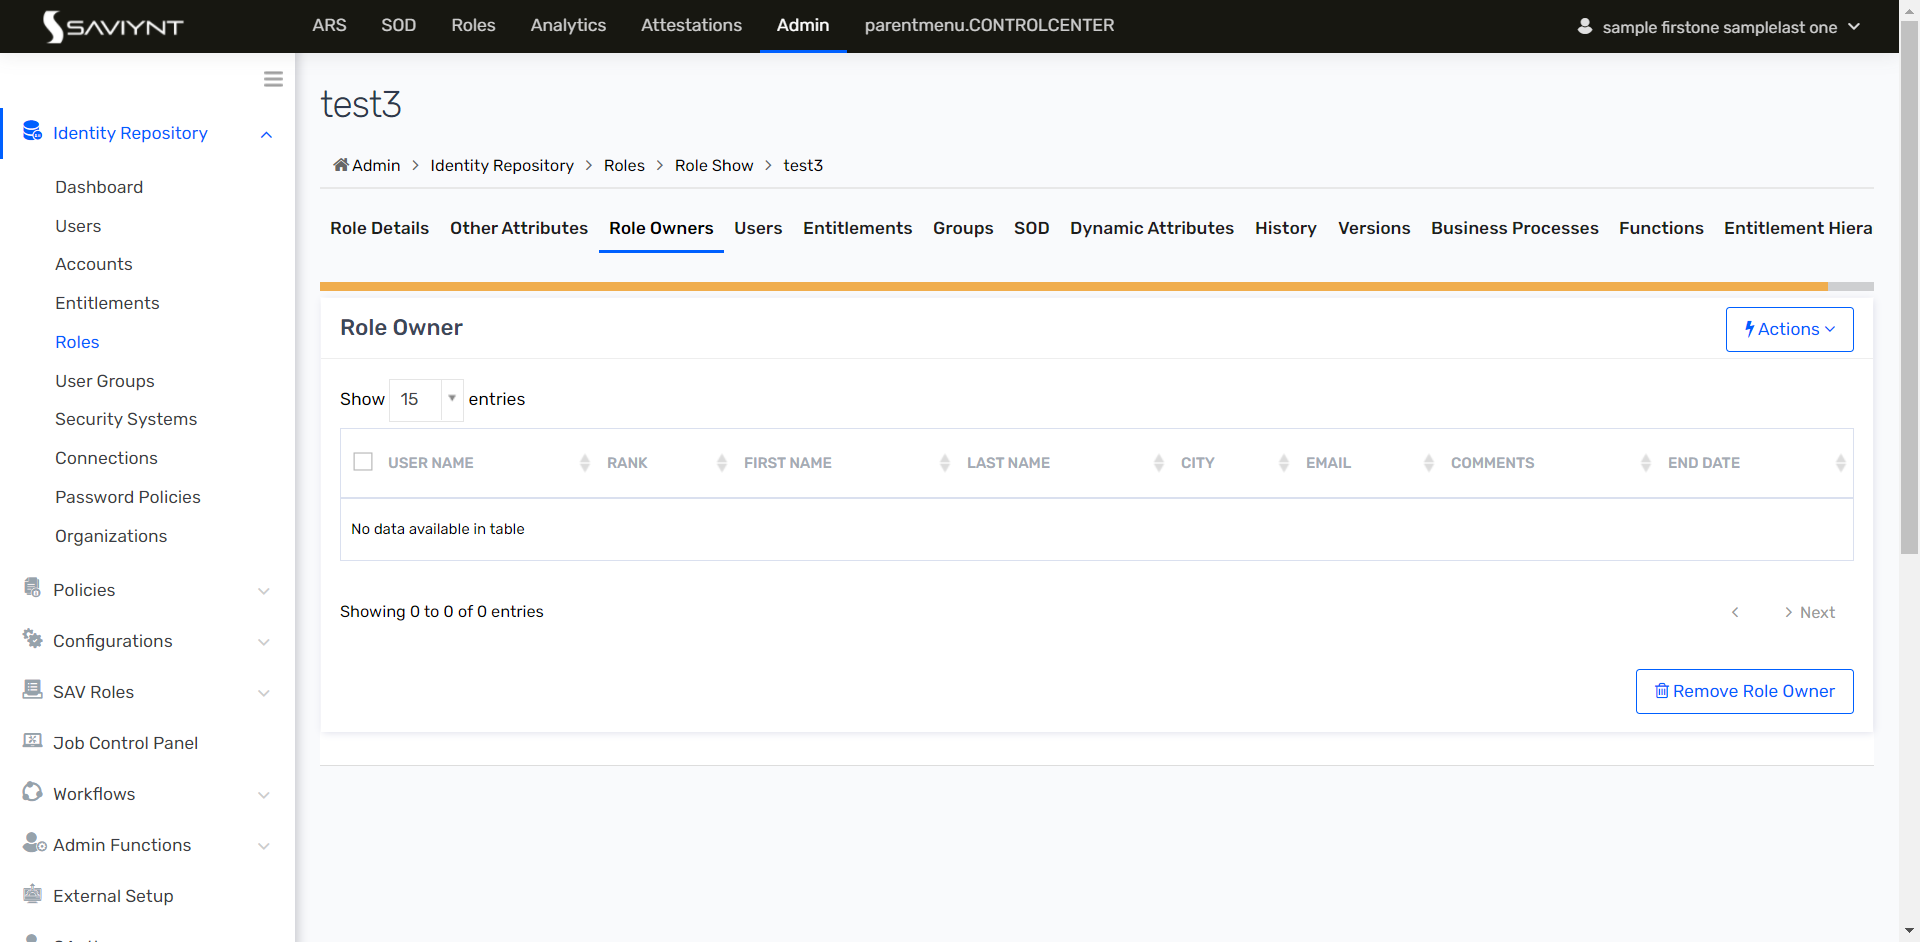 SAVIYNT
ARS SOD Roles Analytics Attestations Admin parentmenu.CONTROLCENTER
sample firstone samplelast one
Identity Repository
Dashboard
Users
Accounts
Entitlements
Roles
User Groups
Security Systems
Connections
Password Policies
Organizations
Policies
Configurations
SAV Roles
Job Control Panel
Workflows
Admin Functions
External Setup
test3
Admin > Identity Repository > Roles > Role Show > test3
Role Details Other Attributes Role Owners Users Entitlements Groups SOD Dynamic Attributes History Versions Business Processes Functions Entitlement Hiera
Role Owner
Actions
Show 15 entries
USER NAME RANK FIRST NAME LAST NAME CITY EMAIL COMMENTS END DATE
No data available in table
Showing 0 to 0 of 0 entries
< > Next
Remove Role Owner